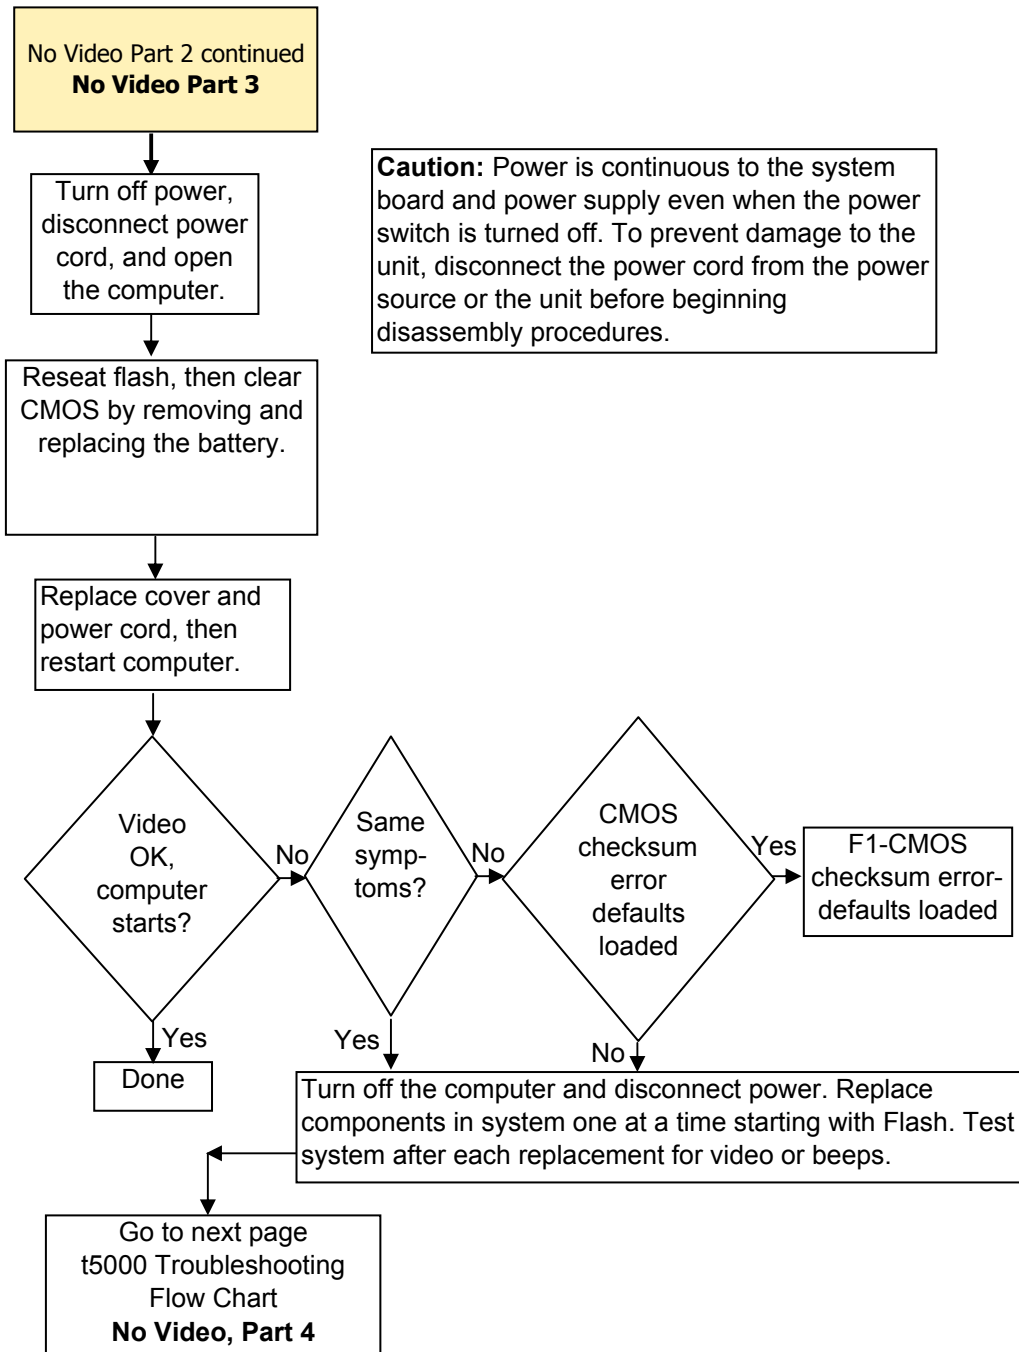 No Video Part 2 continued
No Video Part 3
Turn off power,
disconnect power
cord, and open
the computer.
Caution: Power is continuous to the system
board and power supply even when the power
switch is turned off. To prevent damage to the
unit, disconnect the power cord from the power
source or the unit before beginning
disassembly procedures.
Reseat flash, then clear
CMOS by removing and
replacing the battery.
Replace cover and
power cord, then
restart computer.
Video
OK,
computer
starts?
No
Same
symp-
toms?
No
CMOS
checksum
error
defaults
loaded
Yes
F1-CMOS
checksum error-
defaults loaded
Yes
Done
Yes
No
Turn off the computer and disconnect power. Replace
components in system one at a time starting with Flash. Test
system after each replacement for video or beeps.
Go to next page
t5000 Troubleshooting
Flow Chart
No Video, Part 4